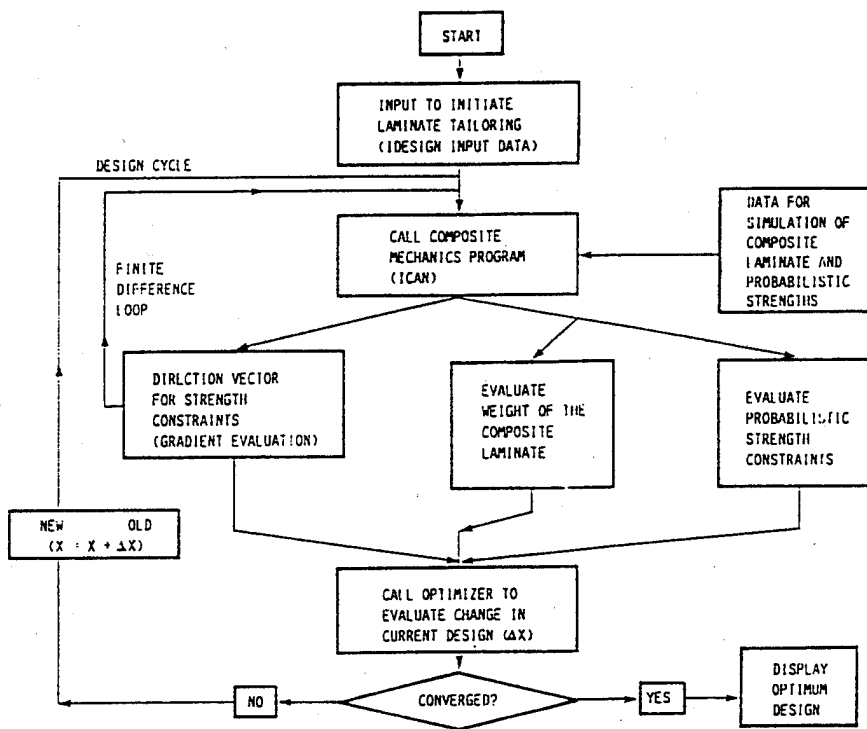 START
INPUT TO INITIATE
LAMINATE TAILORING
(IDESIGN INPUT DATA)
DESIGN CYCLE
CALL COMPOSITE
MECHANICS PROGRAM
(ICAN)
DATA FOR
SIMULATION OF
COMPOSITE
LAMINATE AND
PROBABILISTIC
STRENGTHS
FINITE
DIFFERENCE
LOOP
DIRECTION VECTOR
FOR STRENGTH
CONSTRAINTS
(GRADIENT EVALUATION)
EVALUATE
WEIGHT OF THE
COMPOSITE
LAMINATE
EVALUATE
PROBABILISTIC
STRENGTH
CONSTRAINTS
NEW OLD
(X = X + ΔX)
CALL OPTIMIZER TO
EVALUATE CHANGE IN
CURRENT DESIGN (ΔX)
NO
CONVERGED?
YES
DISPLAY
OPTIMUM
DESIGN